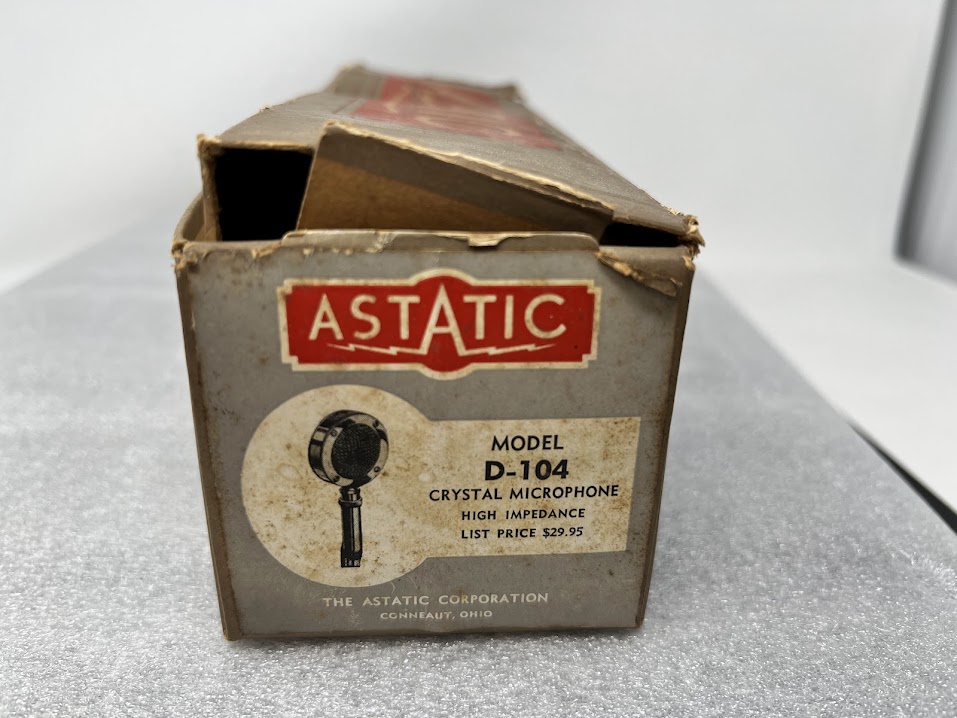 ASTATIC
MODEL
D-104
CRYSTAL MICROPHONE
HIGH IMPEDANCE
LIST PRICE $29.95
THE ASTATIC CORPORATION
CONNEAUT, OHIO